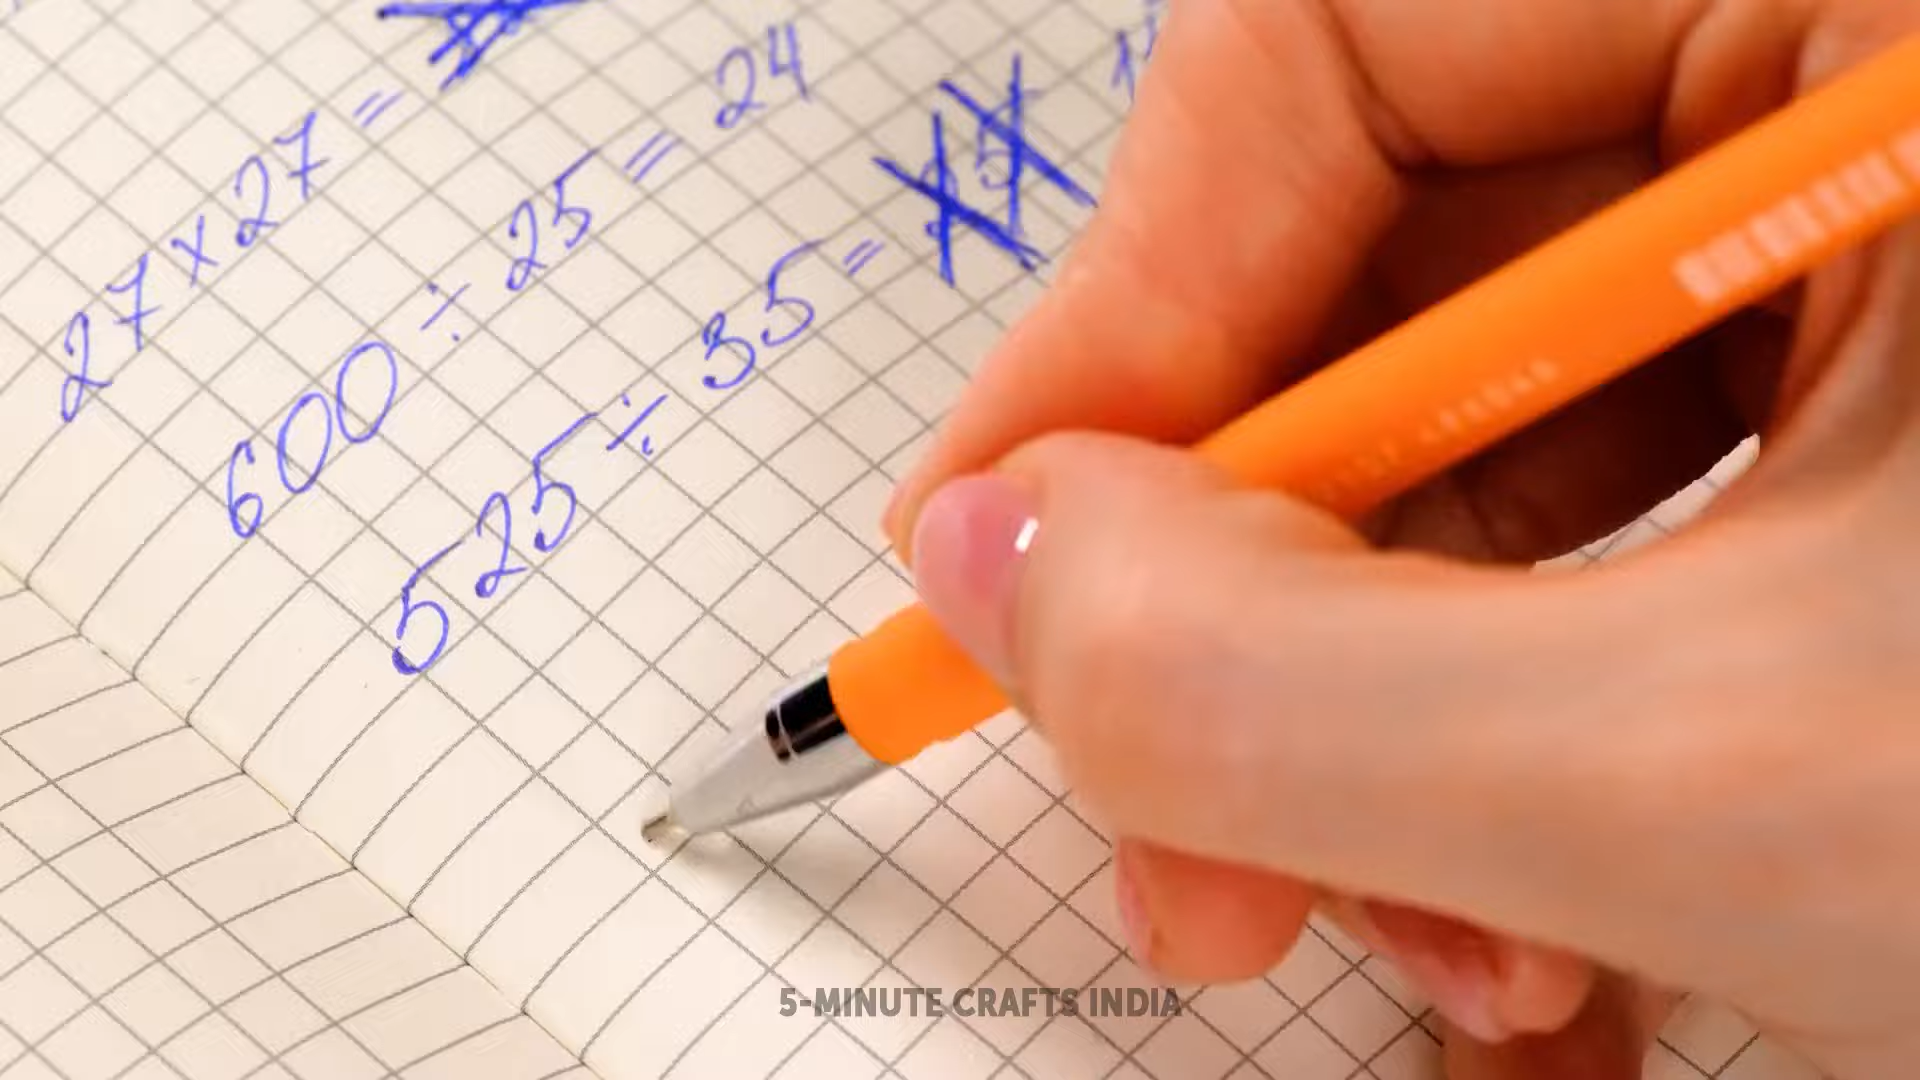 27 x 27 =
600 ÷ 25 = 24
525 ÷ 35 =
5-MINUTE CRAFTS INDIA